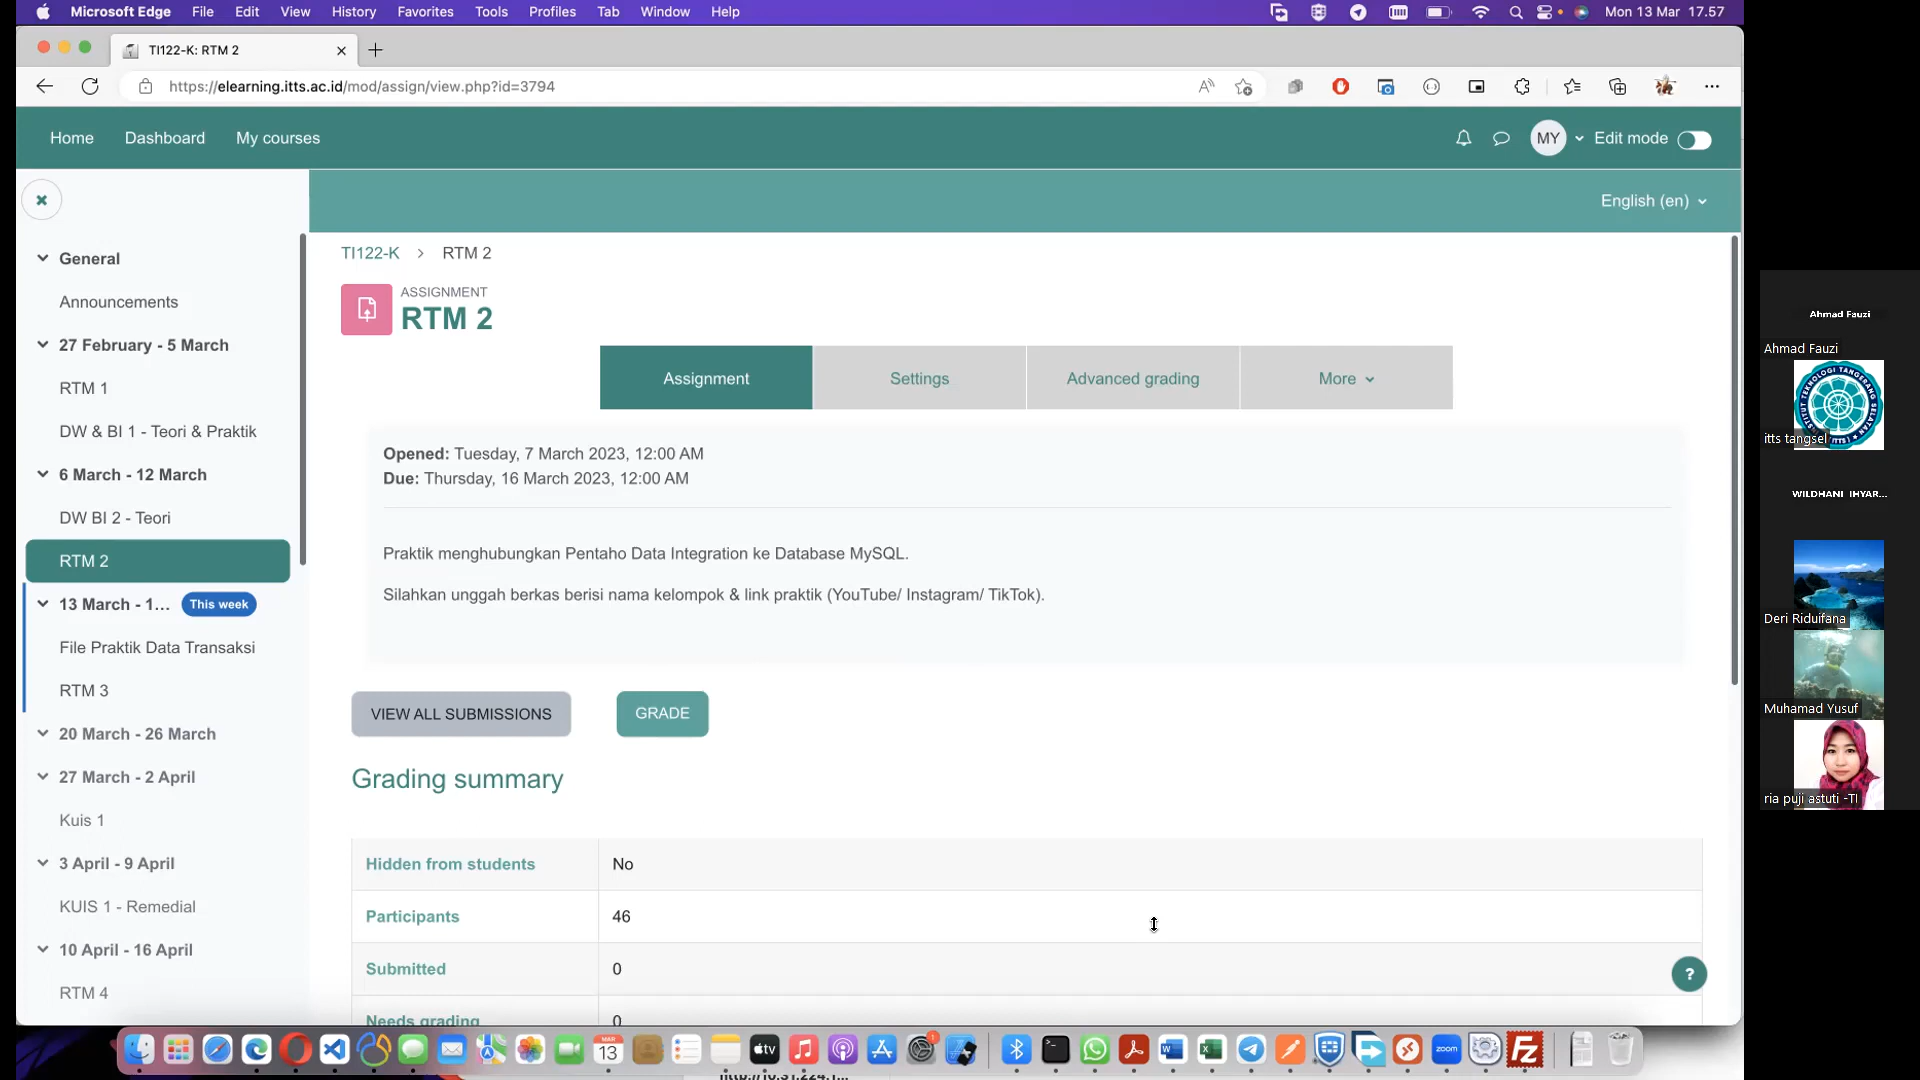 Microsoft Edge File Edit View History Favorites Tools Profiles Tab Window Help Mon 13 Mar 17.57
TI122-K: RTM 2
https://elearning.itts.ac.id/mod/assign/view.php?id=3794
Home Dashboard My courses MY Edit mode
English (en)
General
Announcements
27 February - 5 March
RTM 1
DW & BI 1 - Teori & Praktik
6 March - 12 March
DW BI 2 - Teori
RTM 2
13 March - 1... This week
File Praktik Data Transaksi
RTM 3
20 March - 26 March
27 March - 2 April
Kuis 1
3 April - 9 April
KUIS 1 - Remedial
10 April - 16 April
RTM 4
TI122-K > RTM 2
ASSIGNMENT
RTM 2
Assignment Settings Advanced grading More
Opened: Tuesday, 7 March 2023, 12:00 AM
Due: Thursday, 16 March 2023, 12:00 AM
Praktik menghubungkan Pentaho Data Integration ke Database MySQL.
Silahkan unggah berkas berisi nama kelompok & link praktik (YouTube/ Instagram/ TikTok).
VIEW ALL SUBMISSIONS GRADE
Grading summary
Hidden from students No
Participants 46
Submitted 0
Needs grading 0
?
Ahmad Fauzi
Ahmad Fauzi
itts tangsel
WILDHANI IHYAR...
Deri Riduifana
Muhamad Yusuf
ria puji astuti -TI
MAR
13
tv
zoom